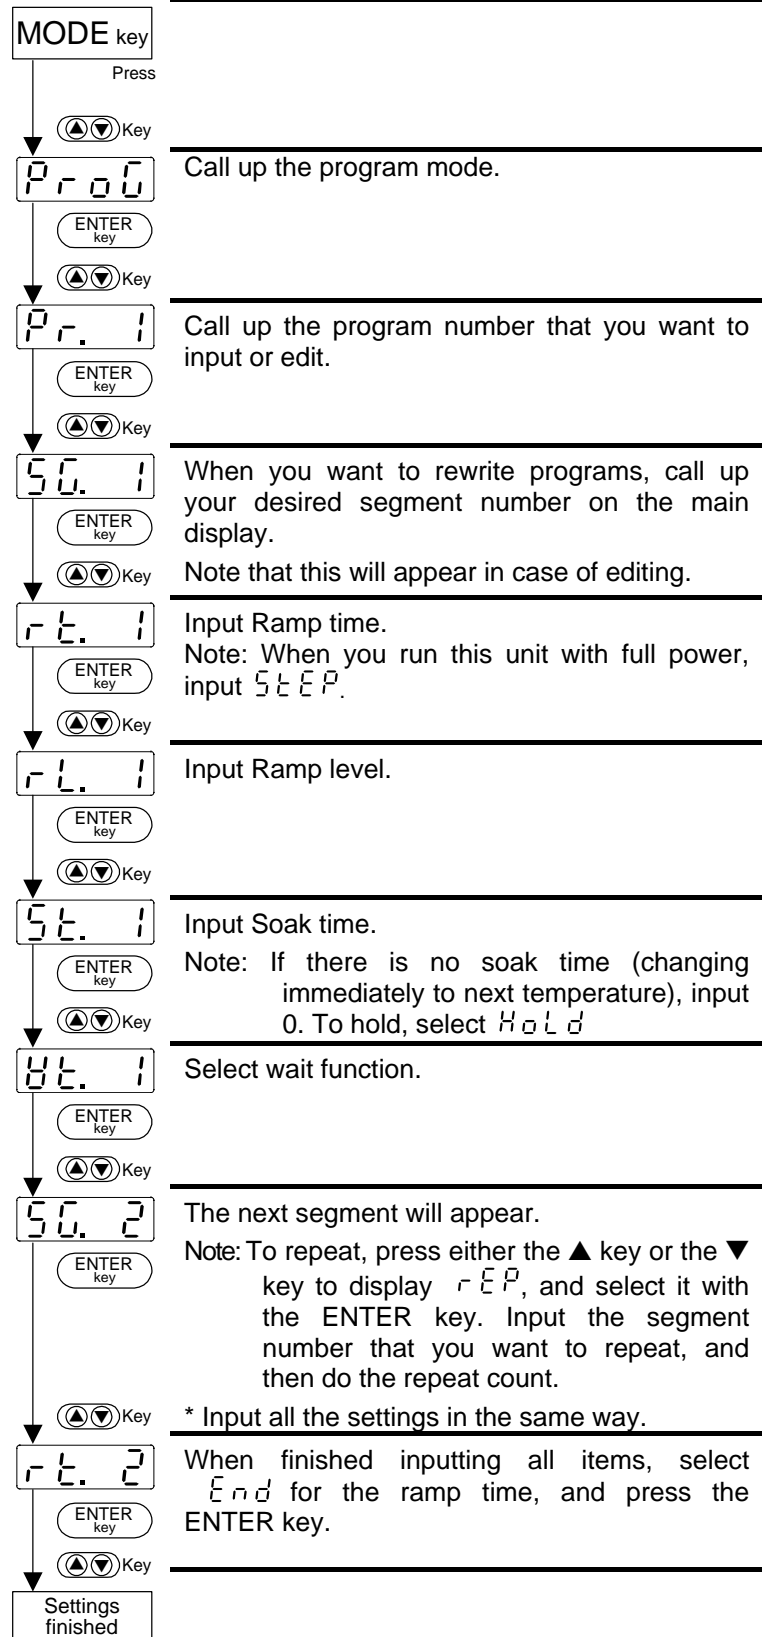 MODE key
Press
▲▼ Key
ProG
Call up the program mode.
ENTER
key
▲▼ Key
Pr. 1
Call up the program number that you want to
input or edit.
ENTER
key
▲▼ Key
SG. 1
When you want to rewrite programs, call up
your desired segment number on the main
display.
ENTER
key
▲▼ Key
Note that this will appear in case of editing.
rt. 1
Input Ramp time.
Note: When you run this unit with full power,
input StEP.
ENTER
key
▲▼ Key
rL. 1
Input Ramp level.
ENTER
key
▲▼ Key
St. 1
Input Soak time.
Note: If there is no soak time (changing
immediately to next temperature), input
0. To hold, select HoLd
ENTER
key
▲▼ Key
Wt. 1
Select wait function.
ENTER
key
▲▼ Key
SG. 2
The next segment will appear.
Note: To repeat, press either the ▲ key or the ▼
key to display rEP, and select it with
the ENTER key. Input the segment
number that you want to repeat, and
then do the repeat count.
ENTER
key
▲▼ Key
* Input all the settings in the same way.
rt. 2
When finished inputting all items, select
End for the ramp time, and press the
ENTER key.
ENTER
key
▲▼ Key
Settings
finished